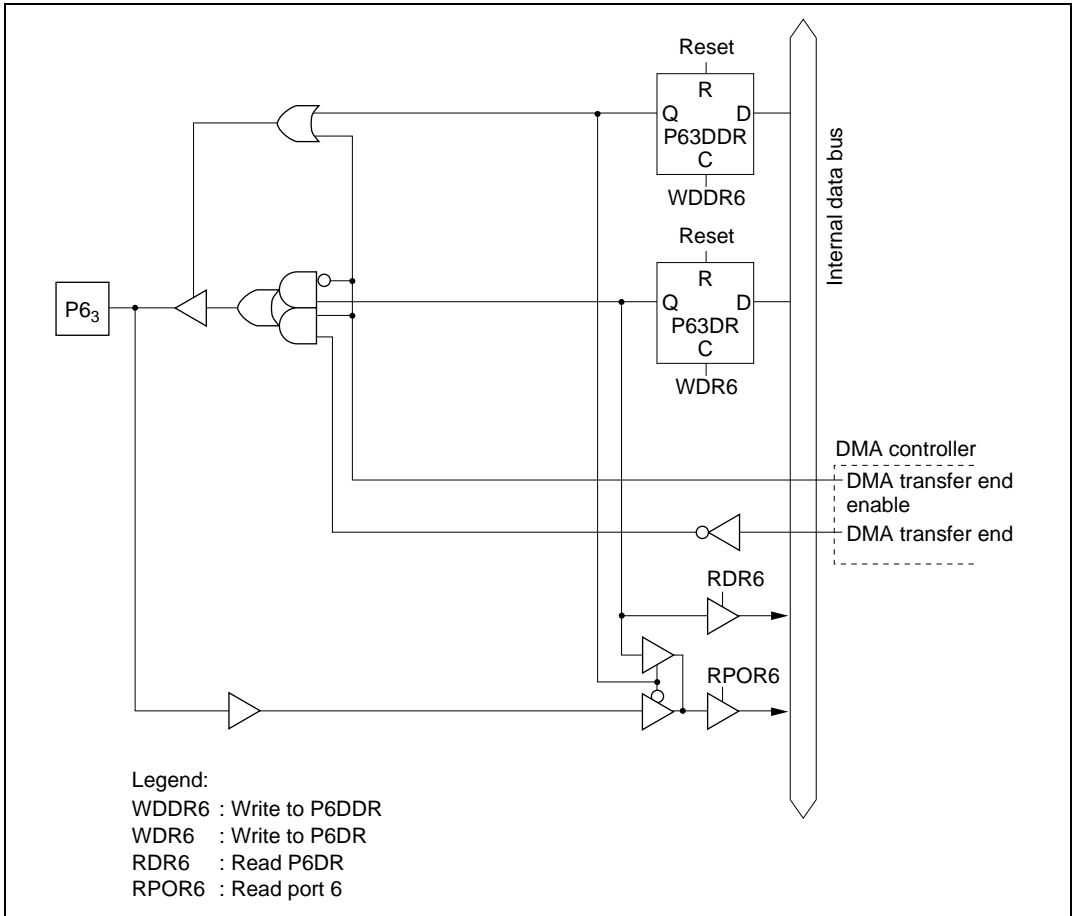 Reset
R
Q D
P63DDR
C
WDDR6
Reset
R
Q D
P63DR
C
WDR6
Internal data bus
P6₃
DMA controller
DMA transfer end
enable
DMA transfer end
RDR6
RPOR6
Legend:
WDDR6 : Write to P6DDR
WDR6 : Write to P6DR
RDR6 : Read P6DR
RPOR6 : Read port 6